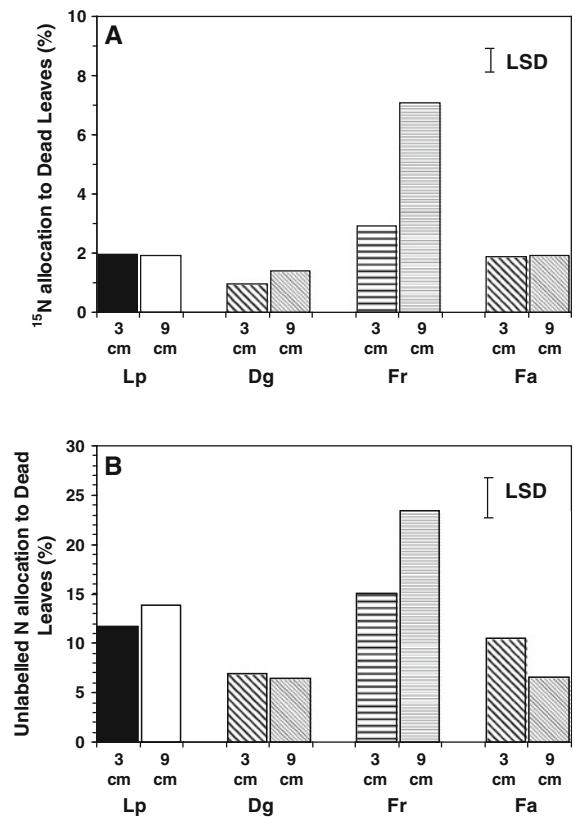 A
LSD
¹⁵N allocation to Dead Leaves (%)
10
8
6
4
2
0
3 cm 9 cm 3 cm 9 cm 3 cm 9 cm 3 cm 9 cm
Lp Dg Fr Fa
B
LSD
Unlabelled N allocation to Dead
Leaves (%)
30
25
20
15
10
5
0
3 cm 9 cm 3 cm 9 cm 3 cm 9 cm 3 cm 9 cm
Lp Dg Fr Fa